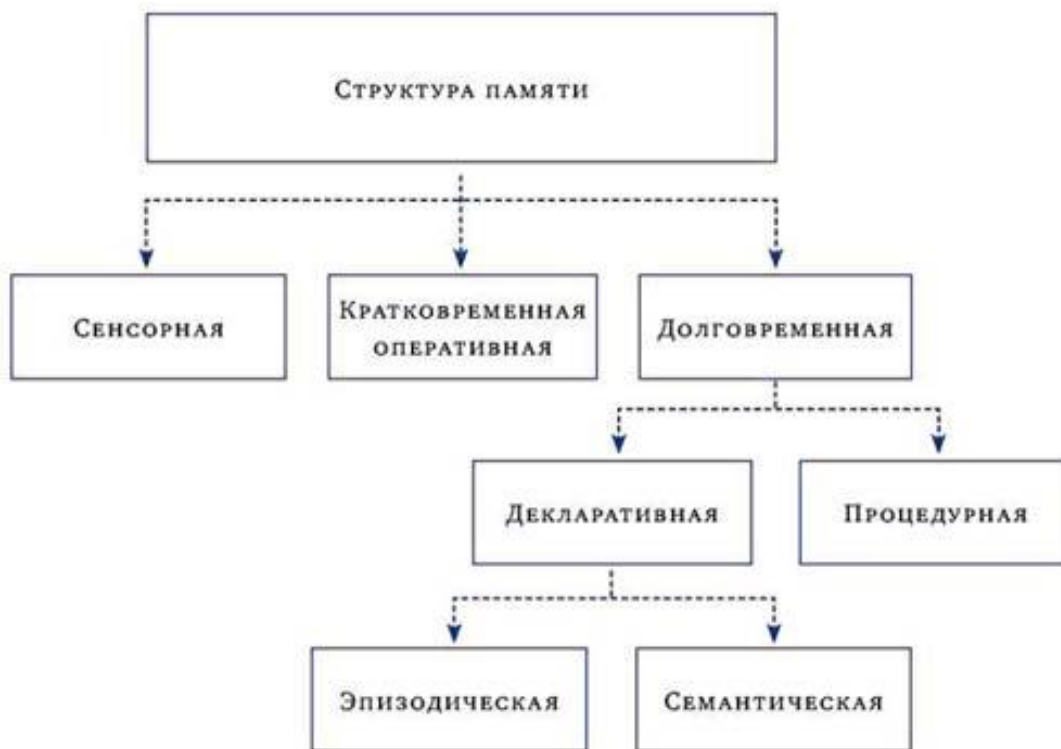 Структура памяти
Сенсорная
Кратковременная
оперативная
Долговременная
Декларативная
Процедурная
Эпизодическая
Семантическая